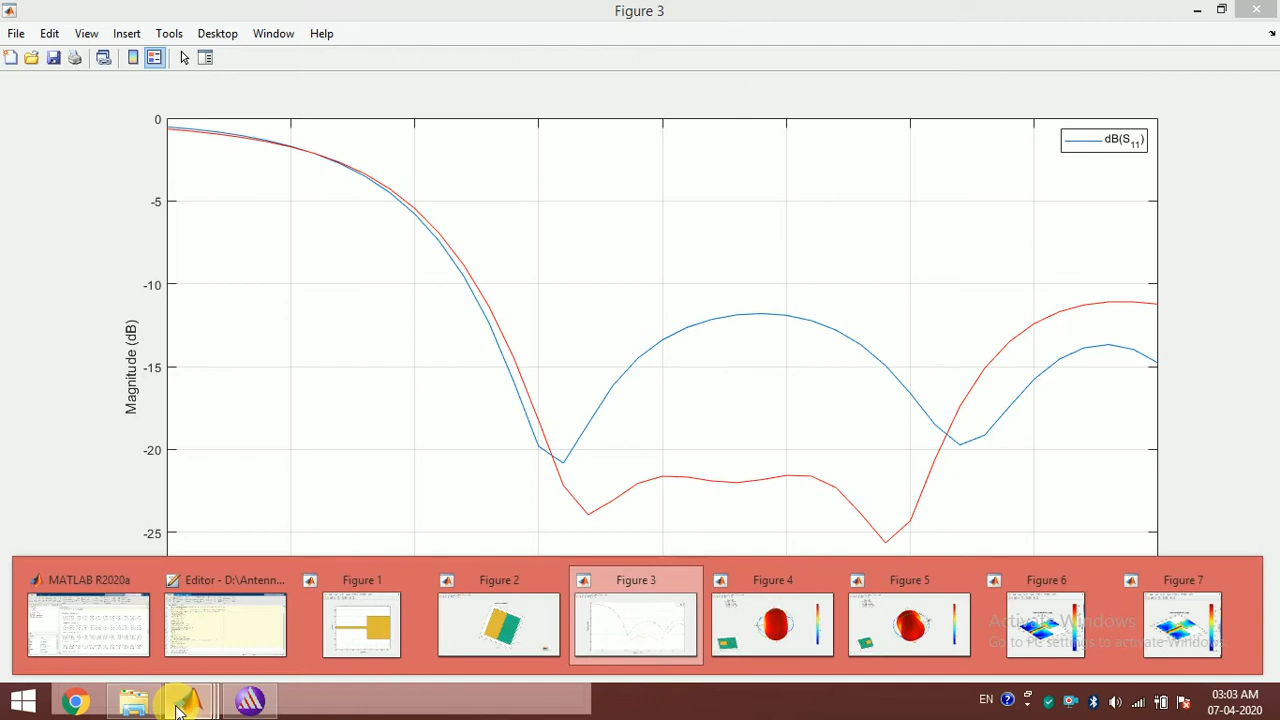 Figure 3
File Edit View Insert Tools Desktop Window Help
0
-5
-10
-15
-20
-25
Magnitude (dB)
dB(S11)
MATLAB R2020a
Editor - D:\Antenn...
Figure 1
Figure 2
Figure 3
Figure 4
Figure 5
Figure 6
Figure 7
Activate Windows
Go to PC settings to activate Windows.
EN
03:03 AM
07-04-2020